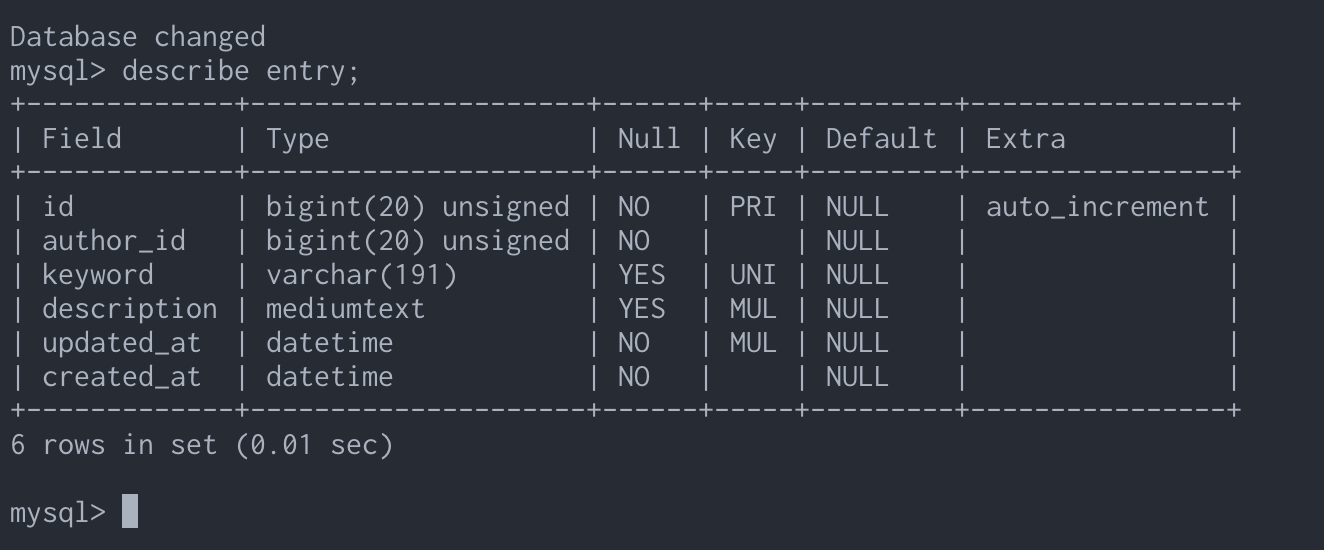 Database changed
mysql> describe entry;
+-------------+---------------------+------+-----+---------+----------------+
| Field       | Type                | Null | Key | Default | Extra          |
+-------------+---------------------+------+-----+---------+----------------+
| id          | bigint(20) unsigned | NO   | PRI | NULL    | auto_increment |
| author_id   | bigint(20) unsigned | NO   |     | NULL    |                |
| keyword     | varchar(191)        | YES  | UNI | NULL    |                |
| description | mediumtext          | YES  | MUL | NULL    |                |
| updated_at  | datetime            | NO   | MUL | NULL    |                |
| created_at  | datetime            | NO   |     | NULL    |                |
+-------------+---------------------+------+-----+---------+----------------+
6 rows in set (0.01 sec)
mysql>